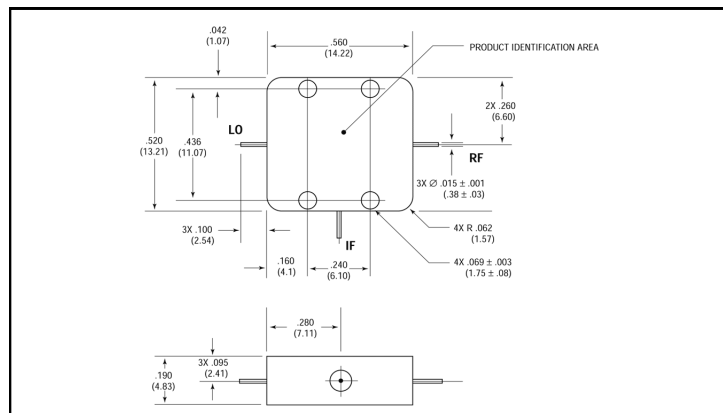 .042
(1.07)
.560
(14.22)
PRODUCT IDENTIFICATION AREA
2X .260
(6.60)
.520
(13.21)
.436
(11.07)
LO
RF
3X Ø .015 ± .001
(.38 ± .03)
3X .100
(2.54)
IF
4X R .062
(1.57)
.160
(4.1)
.240
(6.10)
4X .069 ± .003
(1.75 ± .08)
.280
(7.11)
3X .095
(2.41)
.190
(4.83)